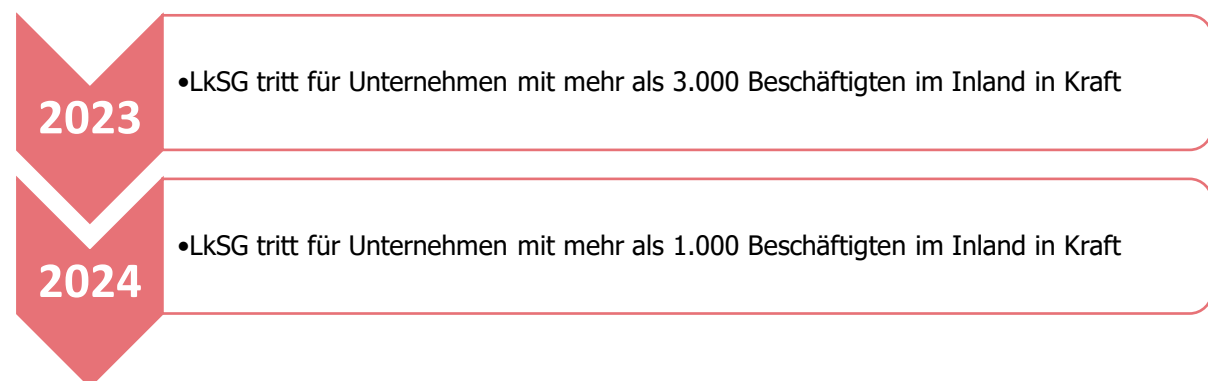 2023
•LkSG tritt für Unternehmen mit mehr als 3.000 Beschäftigten im Inland in Kraft
2024
•LkSG tritt für Unternehmen mit mehr als 1.000 Beschäftigten im Inland in Kraft